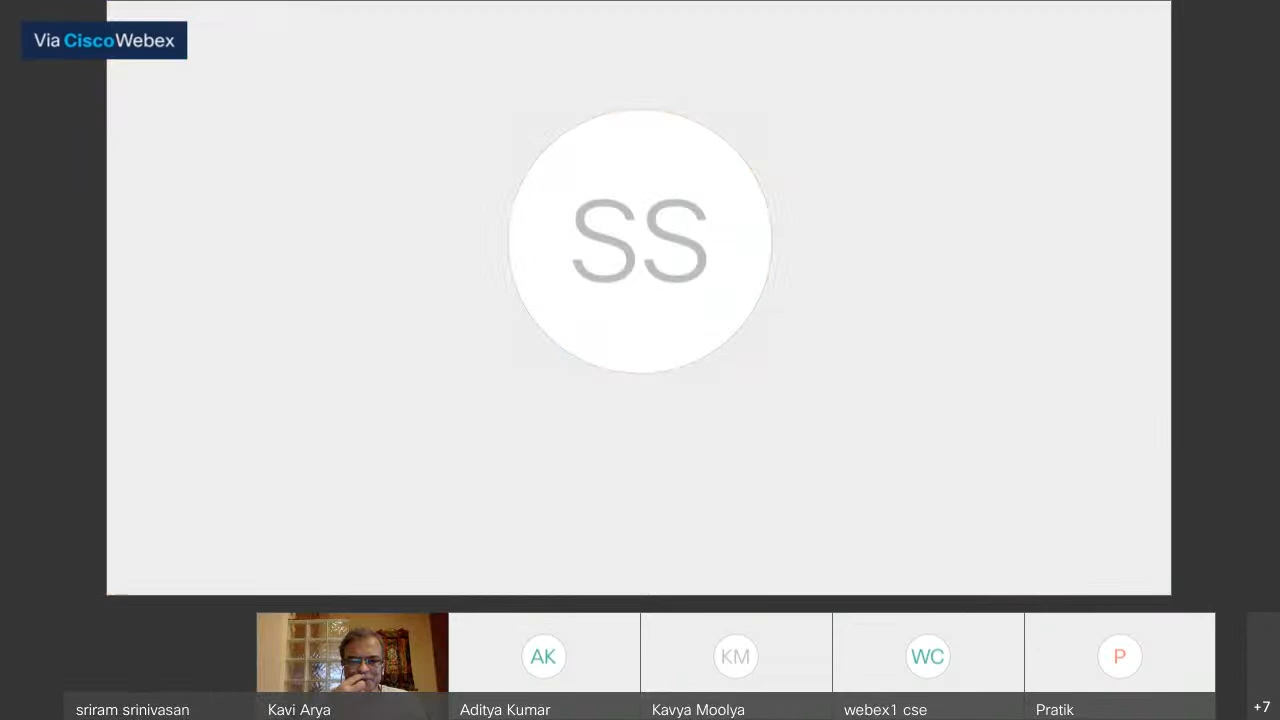 Via CiscoWebex
SS
AK
KM
WC
P
sriram srinivasan
Kavi Arya
Aditya Kumar
Kavya Moolya
webex1 cse
Pratik
+7